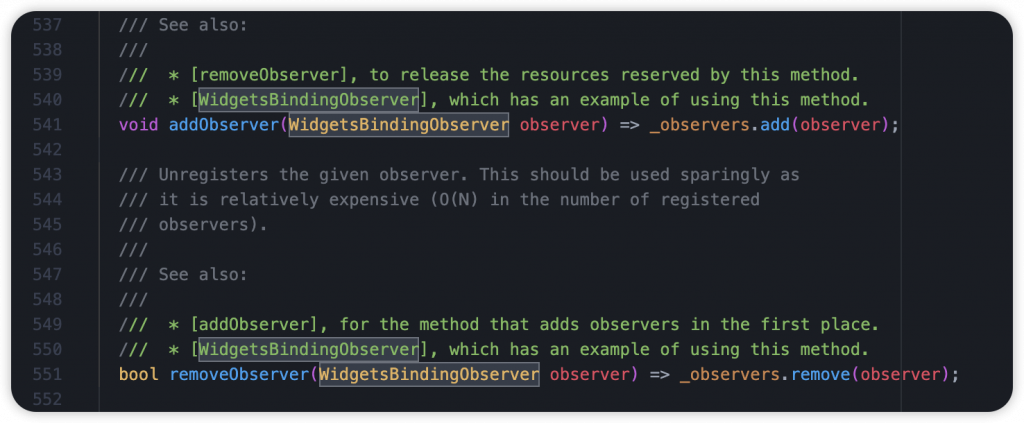 537 /// See also:
538 ///
539 /// * [removeObserver], to release the resources reserved by this method.
540 /// * [WidgetsBindingObserver], which has an example of using this method.
541 void addObserver(WidgetsBindingObserver observer) => _observers.add(observer);
542
543 /// Unregisters the given observer. This should be used sparingly as
544 /// it is relatively expensive (O(N) in the number of registered
545 /// observers).
546 ///
547 /// See also:
548 ///
549 /// * [addObserver], for the method that adds observers in the first place.
550 /// * [WidgetsBindingObserver], which has an example of using this method.
551 bool removeObserver(WidgetsBindingObserver observer) => _observers.remove(observer);
552